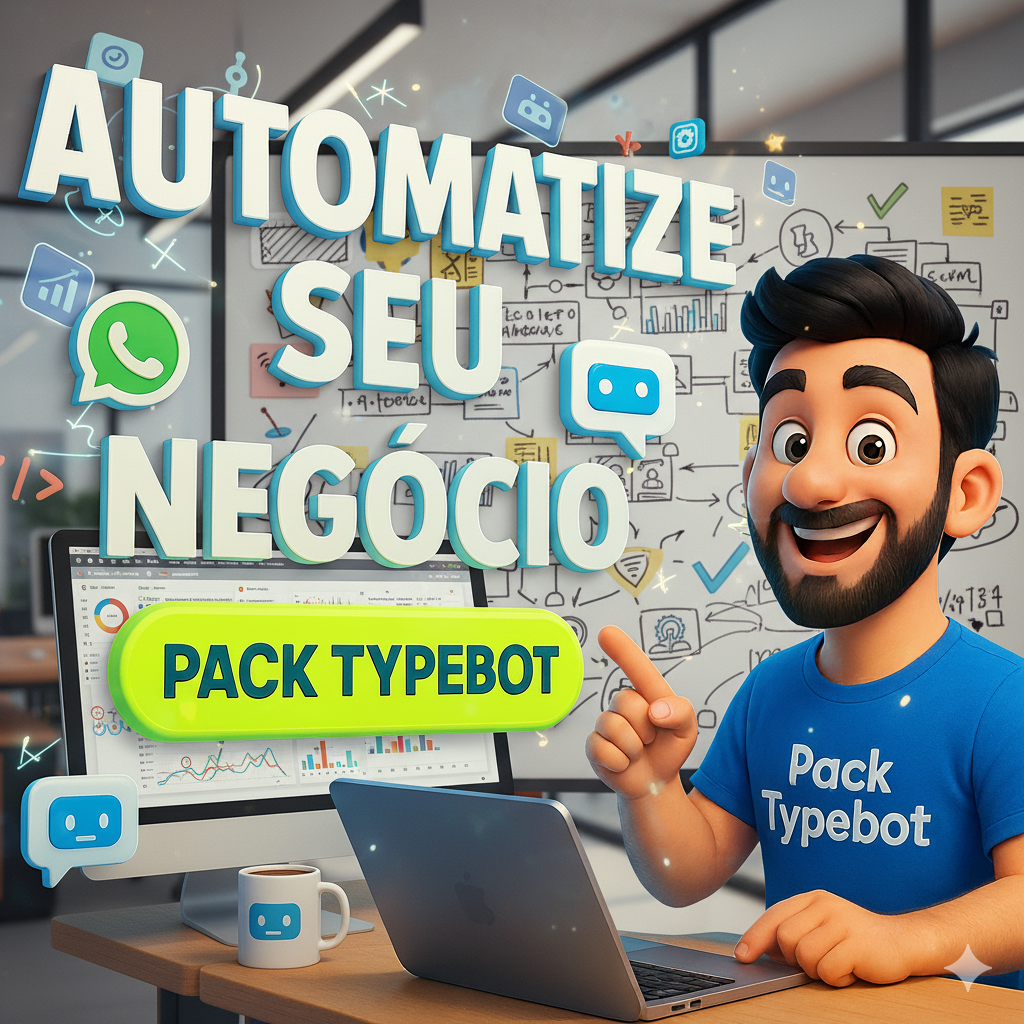 AUTOMATIZE
SEU
NEGÓCIO
PACK TYPEBOT
Pack
Typebot